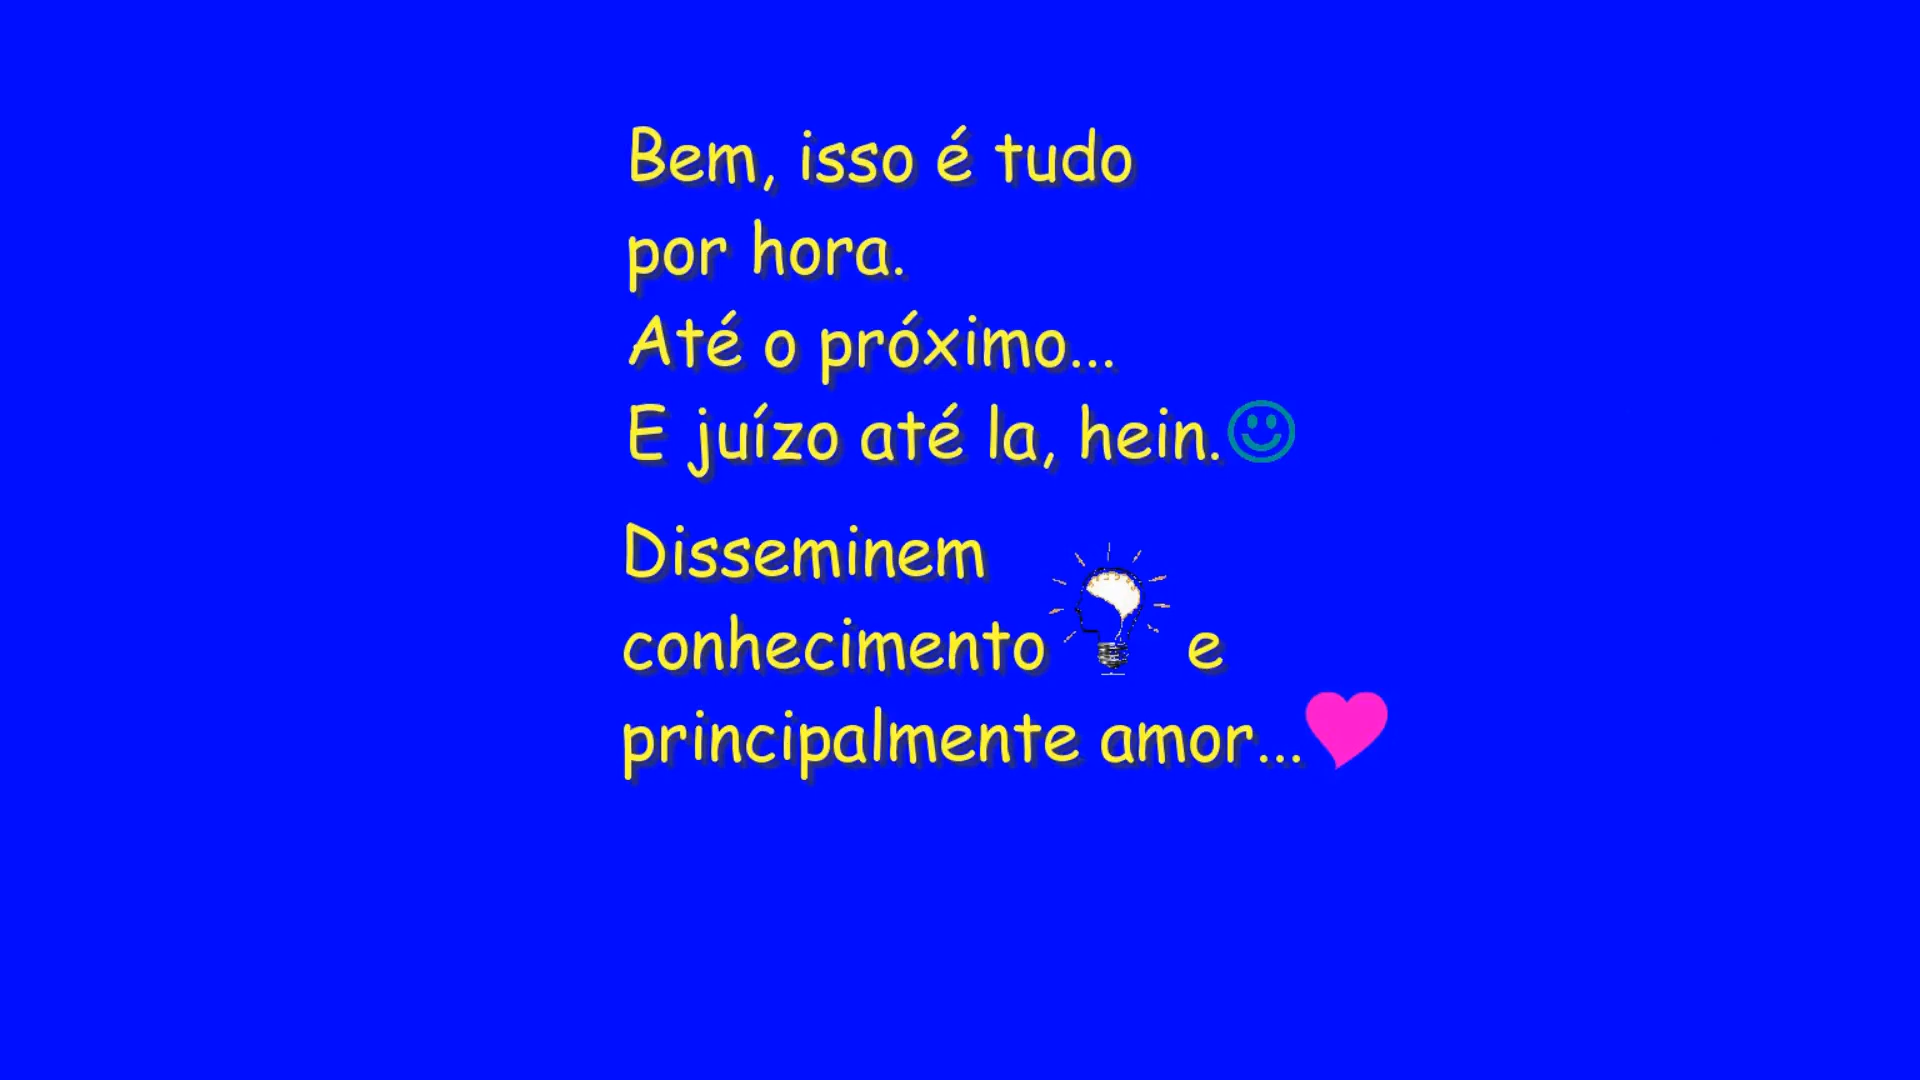 Bem, isso é tudo
por hora.
Até o próximo...
E juízo até la, hein.
Disseminem
conhecimento e
principalmente amor...